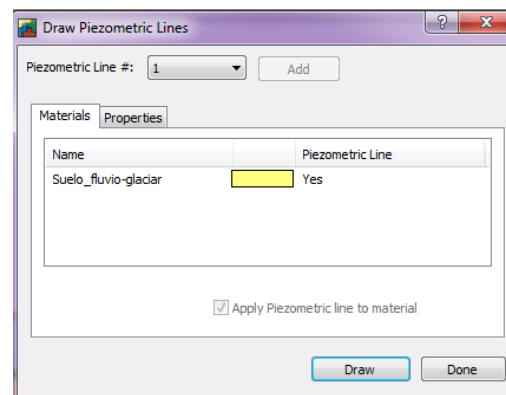 Draw Piezometric Lines
Piezometric Line #: 1 Add
Materials Properties
Name Piezometric Line
Suelo_fluvio-glaciar Yes
Apply Piezometric line to material
Draw Done